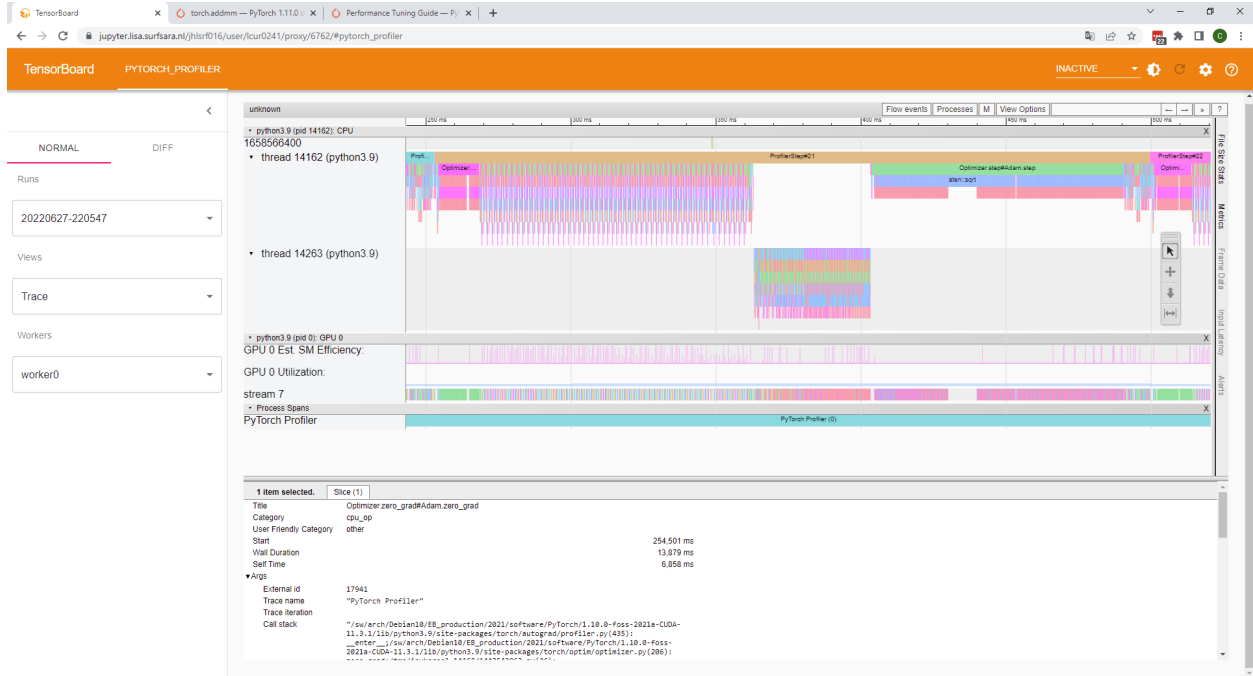 TensorBoard
torch.addmm — PyTorch 1.11.0 d
Performance Tuning Guide — Py
jupyter.lisa.surfsara.nl/jhlsrf016/user/lcur0241/proxy/6762/#pytorch_profiler
22
C
TensorBoard
PYTORCH_PROFILER
INACTIVE
NORMAL
DIFF
Runs
20220627-220547
Views
Trace
Workers
worker0
unknown
Flow events
Processes
M
View Options
← → » ?
250 ms
300 ms
350 ms
400 ms
450 ms
500 ms
python3.9 (pid 14162): CPU
X
1658566400
thread 14162 (python3.9)
Profi...
ProfilerStep#21
ProfilerStep#22
Optimizer...
Optimizer.step#Adam.step
Optimi...
aten::sqrt
thread 14263 (python3.9)
python3.9 (pid 0): GPU 0
X
GPU 0 Est. SM Efficiency:
GPU 0 Utilization:
stream 7
Process Spans
X
PyTorch Profiler
PyTorch Profiler (0)
File Size Stats
Metrics
Frame Data
Input Latency
Alerts
1 item selected.
Slice (1)
Title Optimizer.zero_grad#Adam.zero_grad
Category cpu_op
User Friendly Category other
Start 254,501 ms
Wall Duration 13,879 ms
Self Time 6,858 ms
▼Args
External id 17941
Trace name "PyTorch Profiler"
Trace iteration
Call stack "/sw/arch/Debian10/EB_production/2021/software/PyTorch/1.10.0-foss-2021a-CUDA-
11.3.1/lib/python3.9/site-packages/torch/autograd/profiler.py(435):
__enter__;/sw/arch/Debian10/EB_production/2021/software/PyTorch/1.10.0-foss-
2021a-CUDA-11.3.1/lib/python3.9/site-packages/torch/optim/optimizer.py(206):